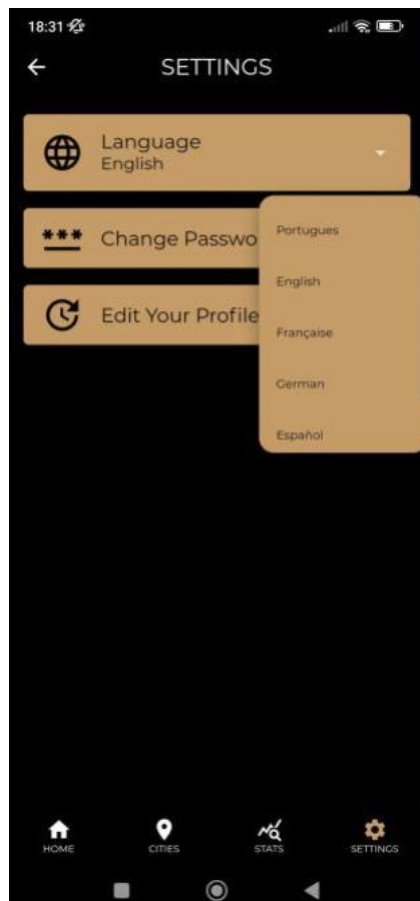 18:31
SETTINGS
Language
English
Change Passwo
Portugues
English
Edit Your Profile
Française
German
Español
HOME
CITIES
STATS
SETTINGS